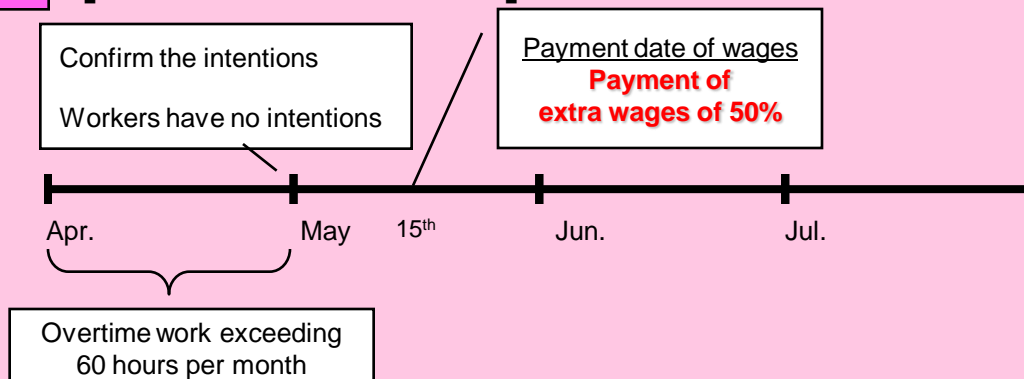 Confirm the intentions
Workers have no intentions
Payment date of wages
Payment of
extra wages of 50%
Apr.
May
15th
Jun.
Jul.
Overtime work exceeding
60 hours per month